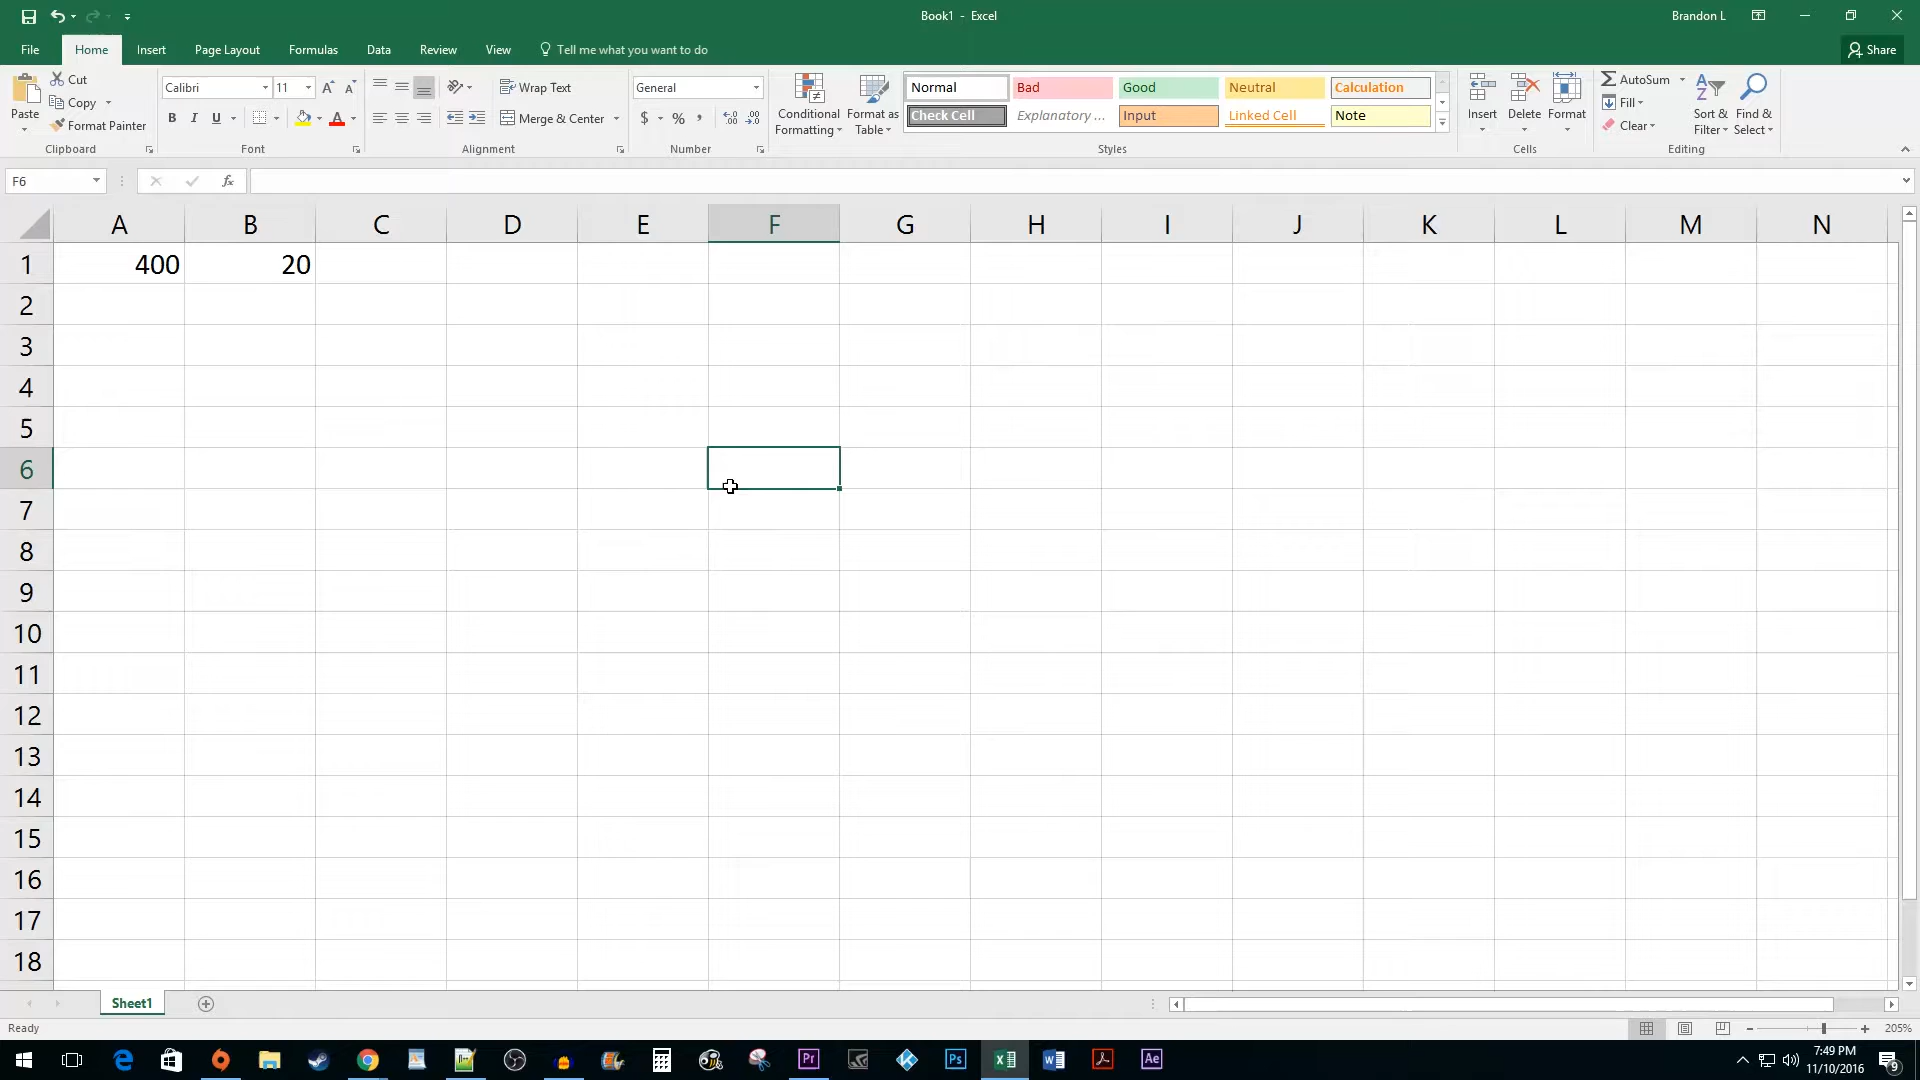 Book1 - Excel
Brandon L
File Home Insert Page Layout Formulas Data Review View Tell me what you want to do Share
Paste
Cut
Copy
Format Painter
Clipboard
Calibri 11
B I U
Font
Wrap Text
Merge & Center
Alignment
General
$ % ,
Number
Conditional Formatting
Format as Table
Normal Bad Good Neutral Calculation
Check Cell Explanatory ... Input Linked Cell Note
Styles
Insert Delete Format
Cells
AutoSum
Fill
Clear
Sort & Filter
Find & Select
Editing
F6 fx
A B C D E F G H I J K L M N
1 400 20
2
3
4
5
6
7
8
9
10
11
12
13
14
15
16
17
18
Sheet1
Ready 205%
Pr Ps Ae
7:49 PM
11/10/2016
9